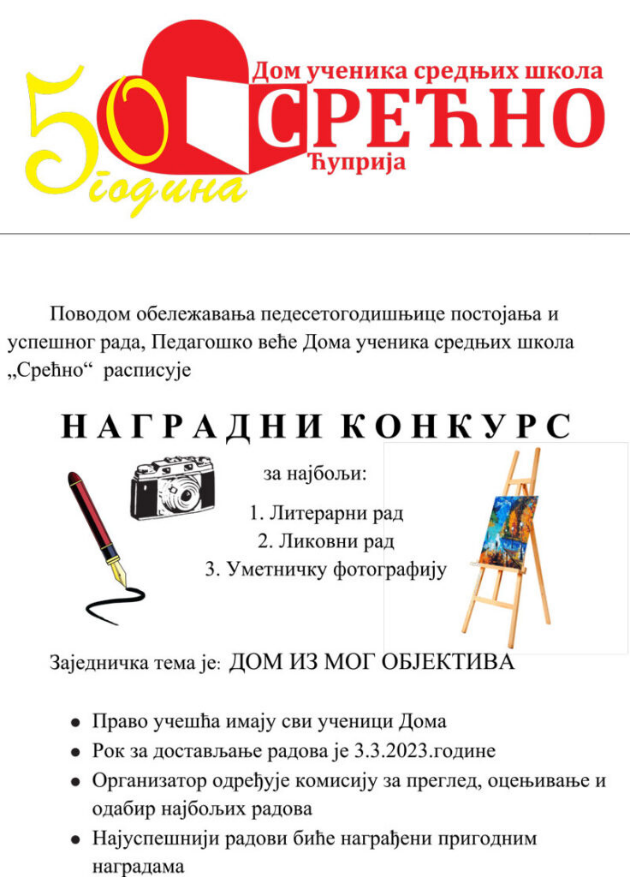 Дом ученика средњих школа
50 СРЕЋНО
Ћуприја
година
Поводом обележавања педесетогодишњице постојања и
успешног рада, Педагошко веће Дома ученика средњих школа
„Срећно“ расписује
Н А Г Р А Д Н И К О Н К У Р С
за најбољи:
1. Литерарни рад
2. Ликовни рад
3. Уметничку фотографију
Заједничка тема је: ДОМ ИЗ МОГ ОБЈЕКТИВА
● Право учешћа имају сви ученици Дома
● Рок за достављање радова је 3.3.2023.године
● Организатор одређује комисију за преглед, оцењивање и
одабир најбољих радова
● Најуспешнији радови биће награђени пригодним
наградама